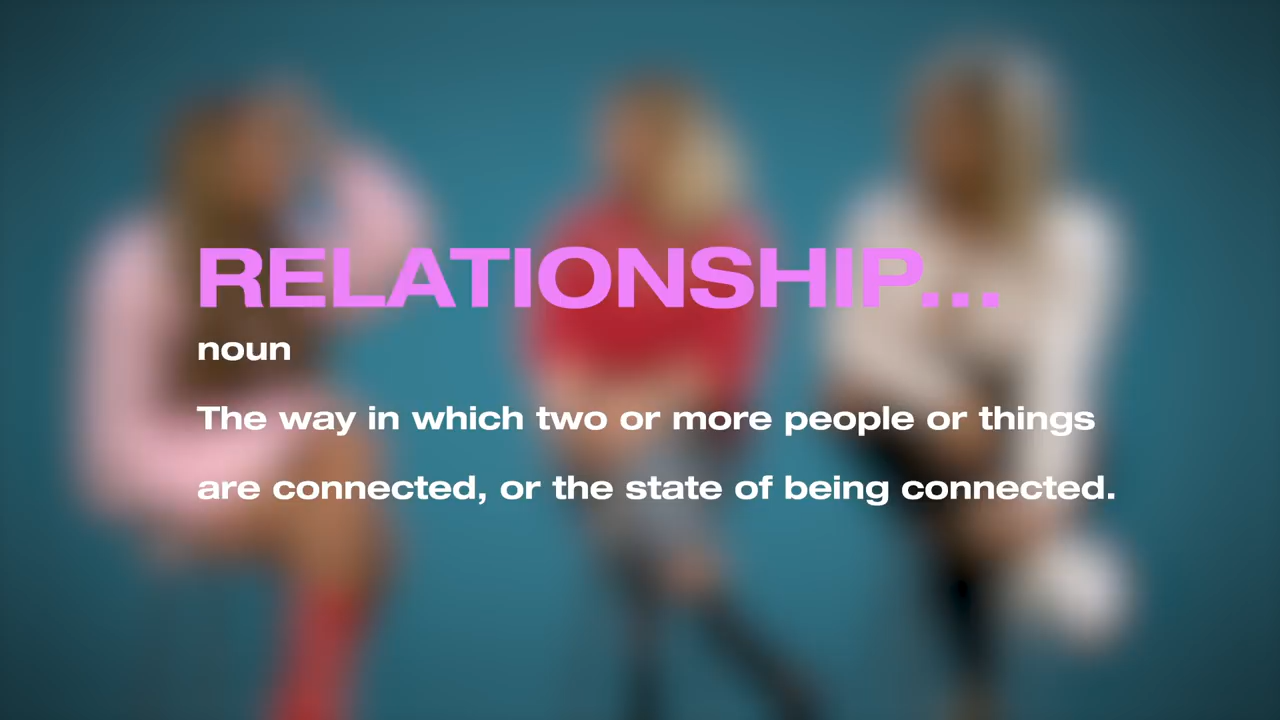 RELATIONSHIP...
noun
The way in which two or more people or things
are connected, or the state of being connected.